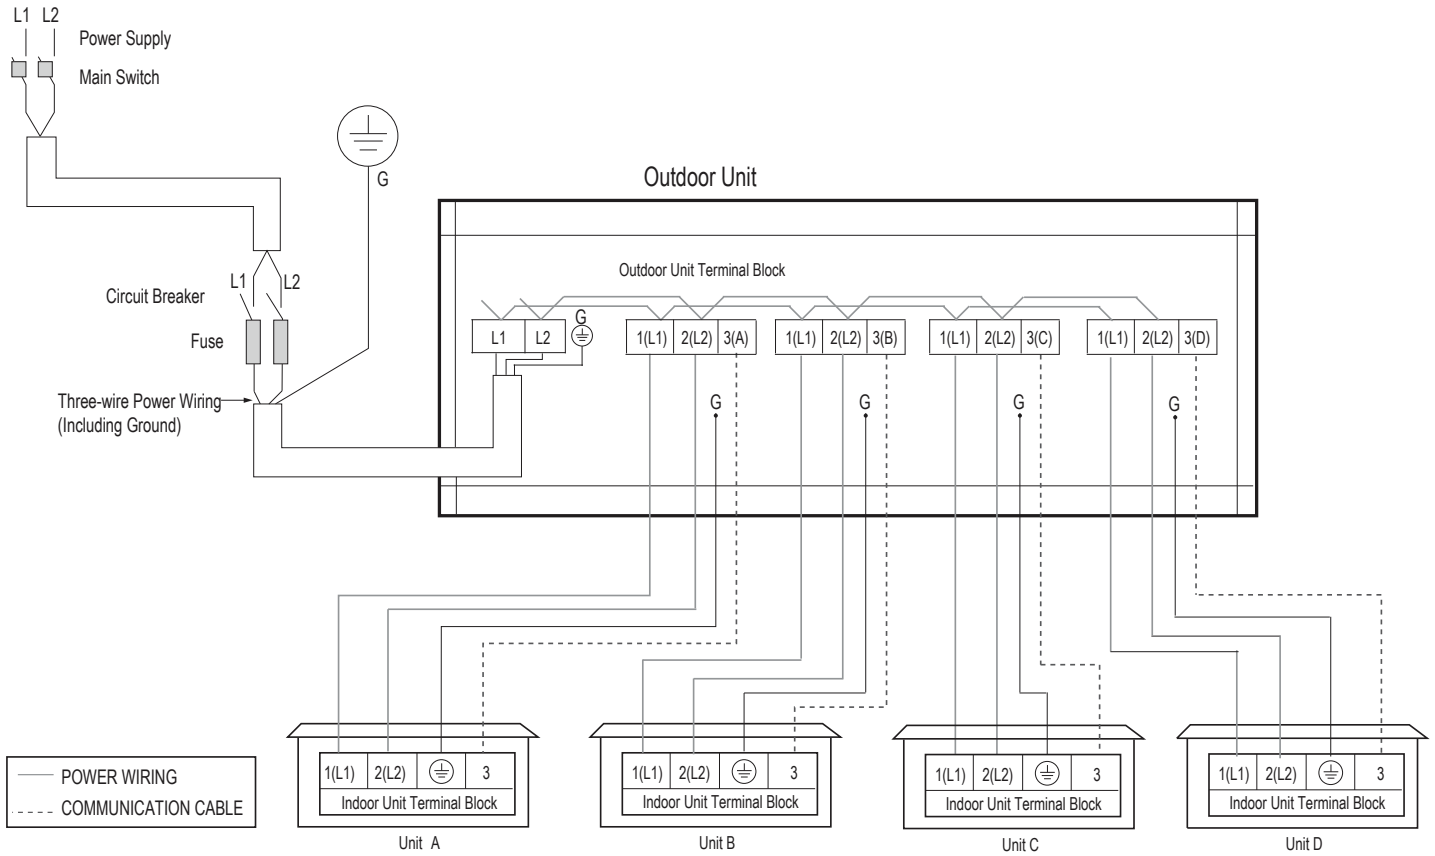 L1 L2
Power Supply
Main Switch
G
Outdoor Unit
Outdoor Unit Terminal Block
L1 L2
Circuit Breaker
Fuse
G
L1 L2
1(L1) 2(L2) 3(A)
1(L1) 2(L2) 3(B)
1(L1) 2(L2) 3(C)
1(L1) 2(L2) 3(D)
Three-wire Power Wiring
(Including Ground)
G G G G
1(L1) 2(L2) 3
Indoor Unit Terminal Block
Unit A
1(L1) 2(L2) 3
Indoor Unit Terminal Block
Unit B
1(L1) 2(L2) 3
Indoor Unit Terminal Block
Unit C
1(L1) 2(L2) 3
Indoor Unit Terminal Block
Unit D
POWER WIRING
COMMUNICATION CABLE